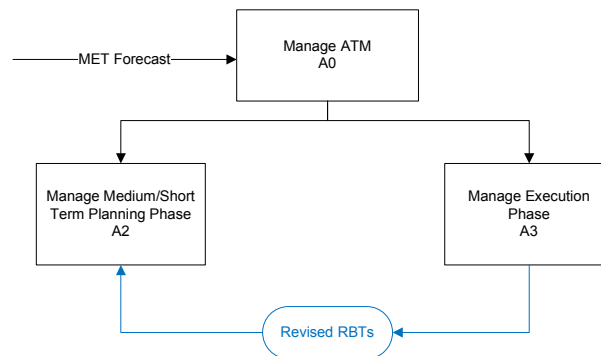 Manage ATM
A0
MET Forecast
Manage Medium/Short
Term Planning Phase
A2
Manage Execution
Phase
A3
Revised RBTs